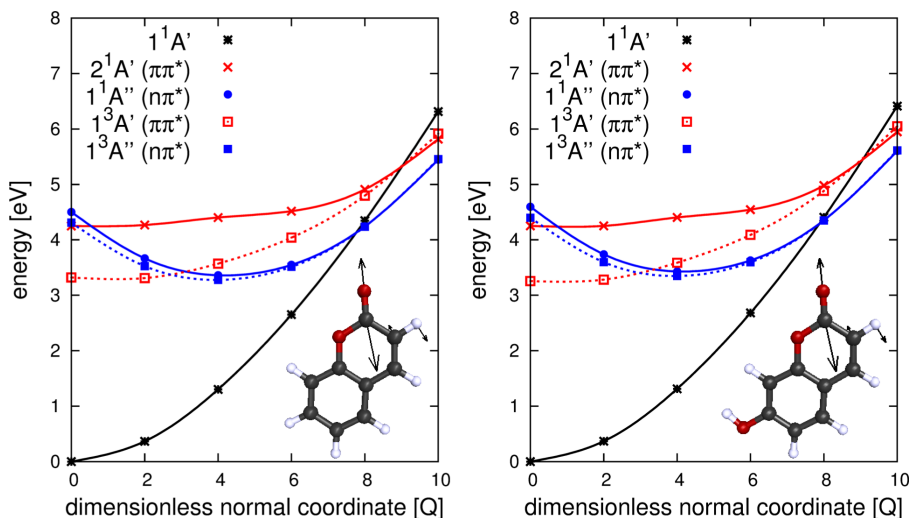 8
7
6
5
4
3
2
1
0
energy [eV]
1¹A'
2¹A' (ππ*)
1¹A'' (nπ*)
1³A' (ππ*)
1³A'' (nπ*)
0 2 4 6 8 10
dimensionless normal coordinate [Q]
8
7
6
5
4
3
2
1
0
energy [eV]
1¹A'
2¹A' (ππ*)
1¹A'' (nπ*)
1³A' (ππ*)
1³A'' (nπ*)
0 2 4 6 8 10
dimensionless normal coordinate [Q]